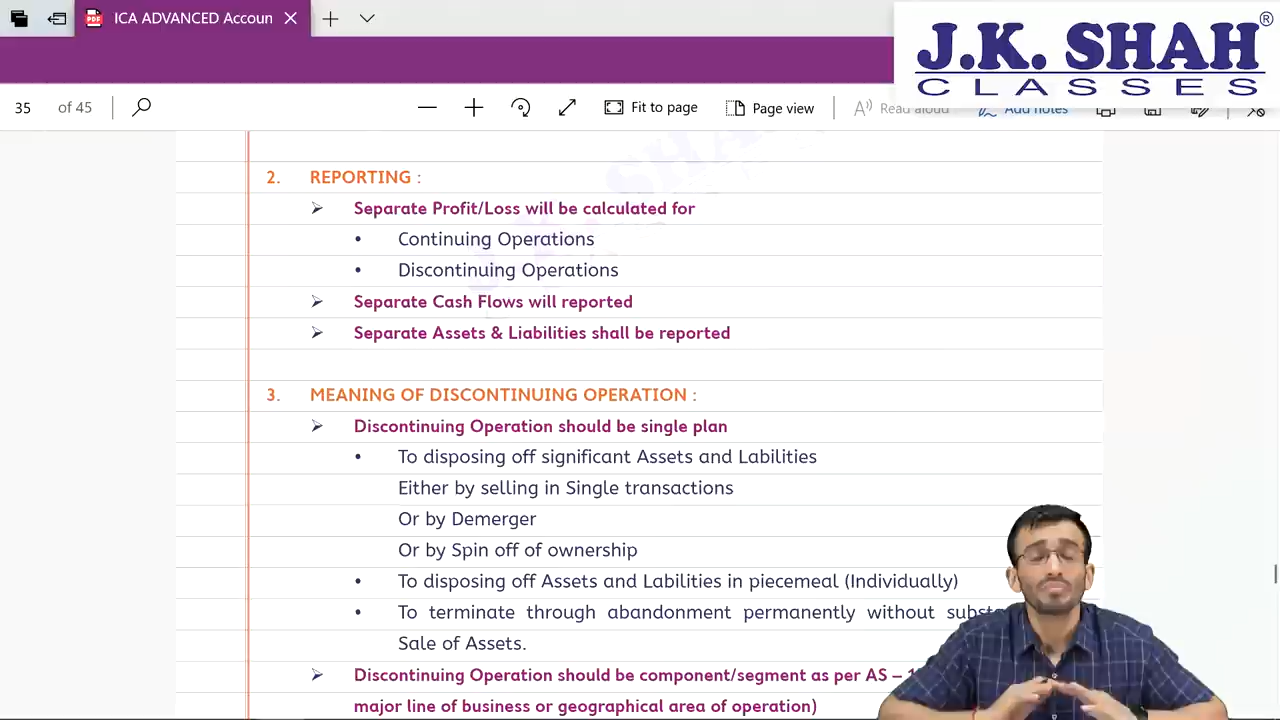 ICA ADVANCED Accoun
J.K. SHAH®
CLASSES
35 of 45
Fit to page
Page view
Read aloud
Add notes
2. REPORTING :
Separate Profit/Loss will be calculated for
• Continuing Operations
• Discontinuing Operations
Separate Cash Flows will reported
Separate Assets & Liabilities shall be reported
3. MEANING OF DISCONTINUING OPERATION :
Discontinuing Operation should be single plan
• To disposing off significant Assets and Labilities
Either by selling in Single transactions
Or by Demerger
Or by Spin off of ownership
• To disposing off Assets and Labilities in piecemeal (Individually)
• To terminate through abandonment permanently without
Sale of Assets.
Discontinuing Operation should be component/segment as per AS –
major line of business or geographical area of operation)